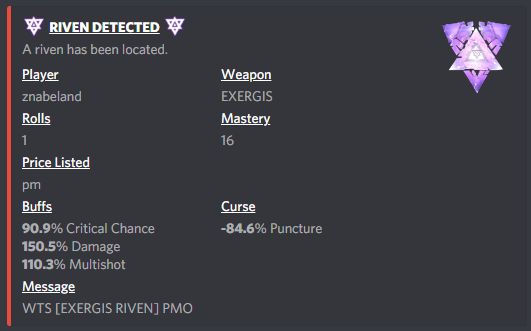 RIVEN DETECTED
A riven has been located.
Player Weapon
znabeland EXERGIS
Rolls Mastery
1 16
Price Listed
pm
Buffs Curse
90.9% Critical Chance -84.6% Puncture
150.5% Damage
110.3% Multishot
Message
WTS [EXERGIS RIVEN] PMO